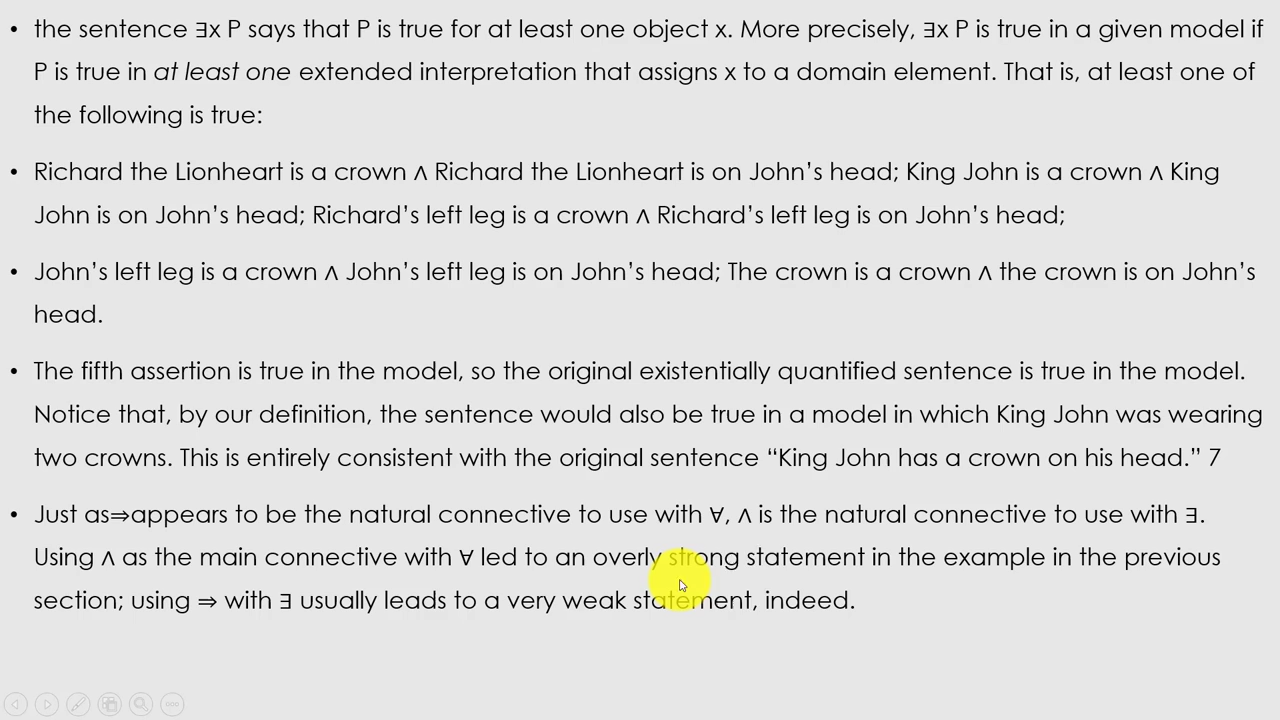 • the sentence ∃x P says that P is true for at least one object x. More precisely, ∃x P is true in a given model if
P is true in at least one extended interpretation that assigns x to a domain element. That is, at least one of
the following is true:
• Richard the Lionheart is a crown ∧ Richard the Lionheart is on John’s head; King John is a crown ∧ King
John is on John’s head; Richard’s left leg is a crown ∧ Richard’s left leg is on John’s head;
• John’s left leg is a crown ∧ John’s left leg is on John’s head; The crown is a crown ∧ the crown is on John’s
head.
• The fifth assertion is true in the model, so the original existentially quantified sentence is true in the model.
Notice that, by our definition, the sentence would also be true in a model in which King John was wearing
two crowns. This is entirely consistent with the original sentence “King John has a crown on his head.” 7
• Just as⇒appears to be the natural connective to use with ∀, ∧ is the natural connective to use with ∃.
Using ∧ as the main connective with ∀ led to an overly strong statement in the example in the previous
section; using ⇒ with ∃ usually leads to a very weak statement, indeed.